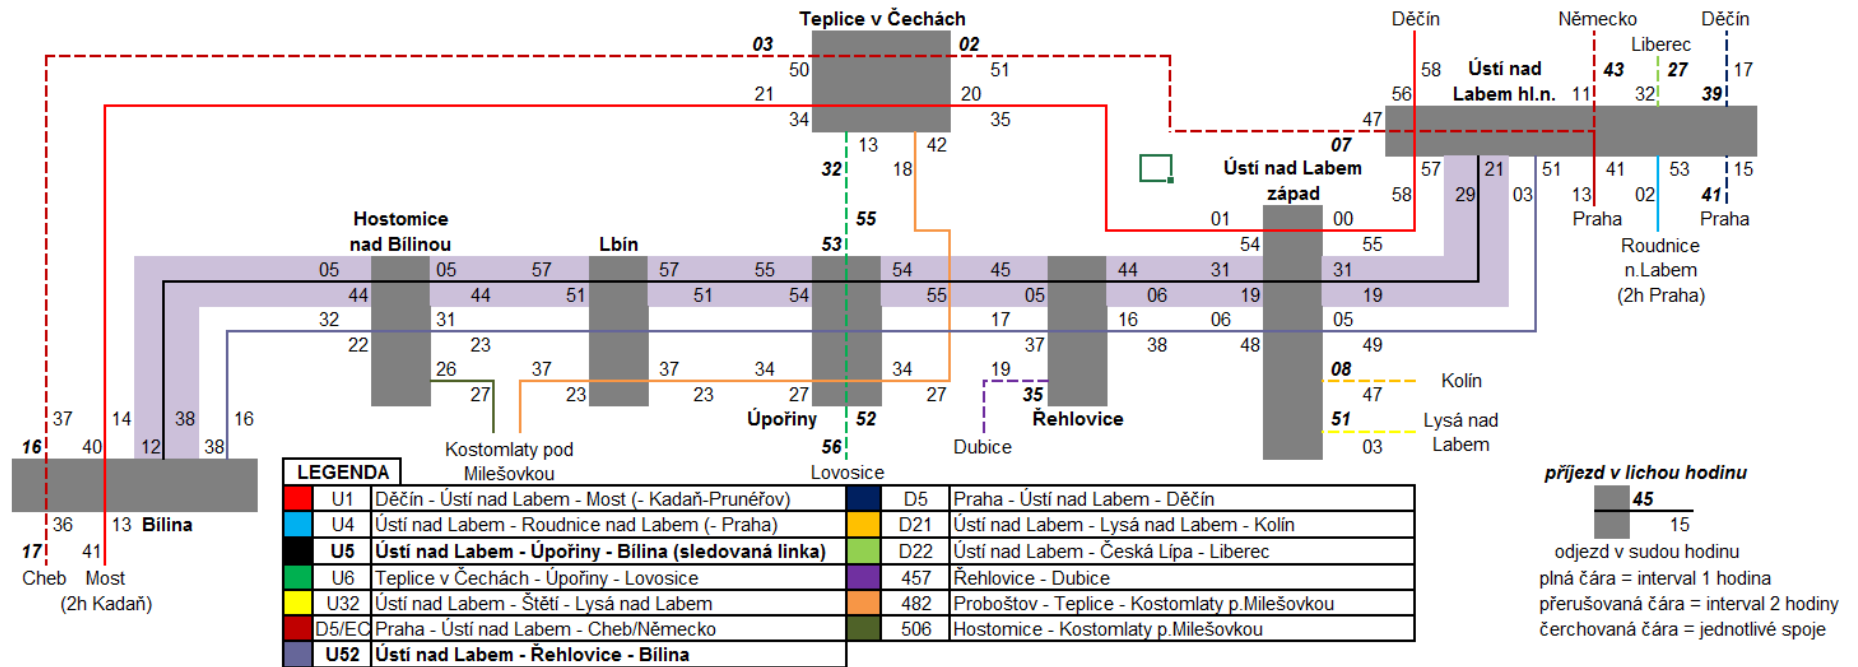 Teplice v Čechách
Děčín
Německo
Děčín
03
02
Liberec
50
51
58
Ústí nad
43
27
17
21
20
56
Labem hl.n.
11
32
39
34
35
47
13
42
07
32
18
Ústí nad Labem
57
21
51
41
53
15
západ
58
29
03
13
02
41
Praha
Praha
55
01
00
Roudnice
Hostomice
n.Labem
nad Bílinou
Lbín
53
54
55
(2h Praha)
05
05
57
57
55
54
45
44
31
31
44
44
51
51
54
55
05
06
19
19
32
31
17
16
06
05
22
23
37
38
48
49
26
37
37
34
34
19
08
Kolín
27
23
23
27
27
35
47
37
14
38
16
Úpořiny
52
Řehlovice
51
Lysá nad
16
40
12
38
Kostomlaty pod
56
Dubice
03
Labem
Milešovkou
Lovosice
36
13
Bílina
17
41
Cheb
Most
(2h Kadaň)
LEGENDA
U1 Děčín - Ústí nad Labem - Most (- Kadaň-Prunéřov)
U4 Ústí nad Labem - Roudnice nad Labem (- Praha)
U5 Ústí nad Labem - Úpořiny - Bílina (sledovaná linka)
U6 Teplice v Čechách - Úpořiny - Lovosice
U32 Ústí nad Labem - Štětí - Lysá nad Labem
D5/EC Praha - Ústí nad Labem - Cheb/Německo
U52 Ústí nad Labem - Řehlovice - Bílina
D5 Praha - Ústí nad Labem - Děčín
D21 Ústí nad Labem - Lysá nad Labem - Kolín
D22 Ústí nad Labem - Česká Lípa - Liberec
457 Řehlovice - Dubice
482 Proboštov - Teplice - Kostomlaty p.Milešovkou
506 Hostomice - Kostomlaty p.Milešovkou
příjezd v lichou hodinu
45
15
odjezd v sudou hodinu
plná čára = interval 1 hodina
přerušovaná čára = interval 2 hodiny
čerchovaná čára = jednotlivé spoje